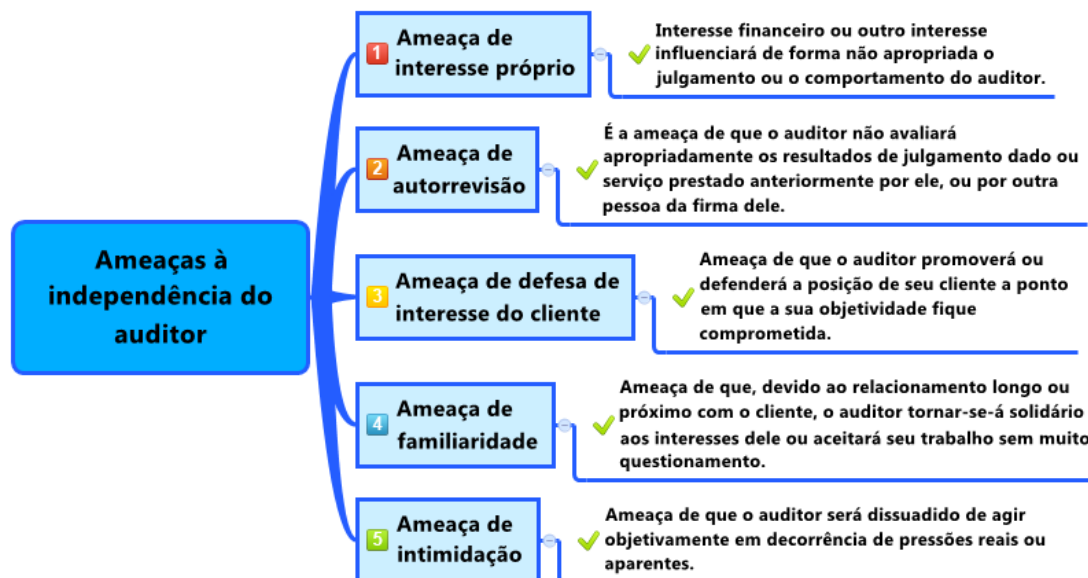 Ameaças à
independência do
auditor
1
Ameaça de
interesse próprio
Interesse financeiro ou outro interesse
influenciará de forma não apropriada o
julgamento ou o comportamento do auditor.
2
Ameaça de
autorrevisão
É a ameaça de que o auditor não avaliará
apropriadamente os resultados de julgamento dado ou
serviço prestado anteriormente por ele, ou por outra
pessoa da firma dele.
3
Ameaça de defesa de
interesse do cliente
Ameaça de que o auditor promoverá ou
defenderá a posição de seu cliente a ponto
em que a sua objetividade fique
comprometida.
4
Ameaça de
familiaridade
Ameaça de que, devido ao relacionamento longo ou
próximo com o cliente, o auditor tornar-se-á solidário
aos interesses dele ou aceitará seu trabalho sem muito
questionamento.
5
Ameaça de
intimidação
Ameaça de que o auditor será dissuadido de agir
objetivamente em decorrência de pressões reais ou
aparentes.